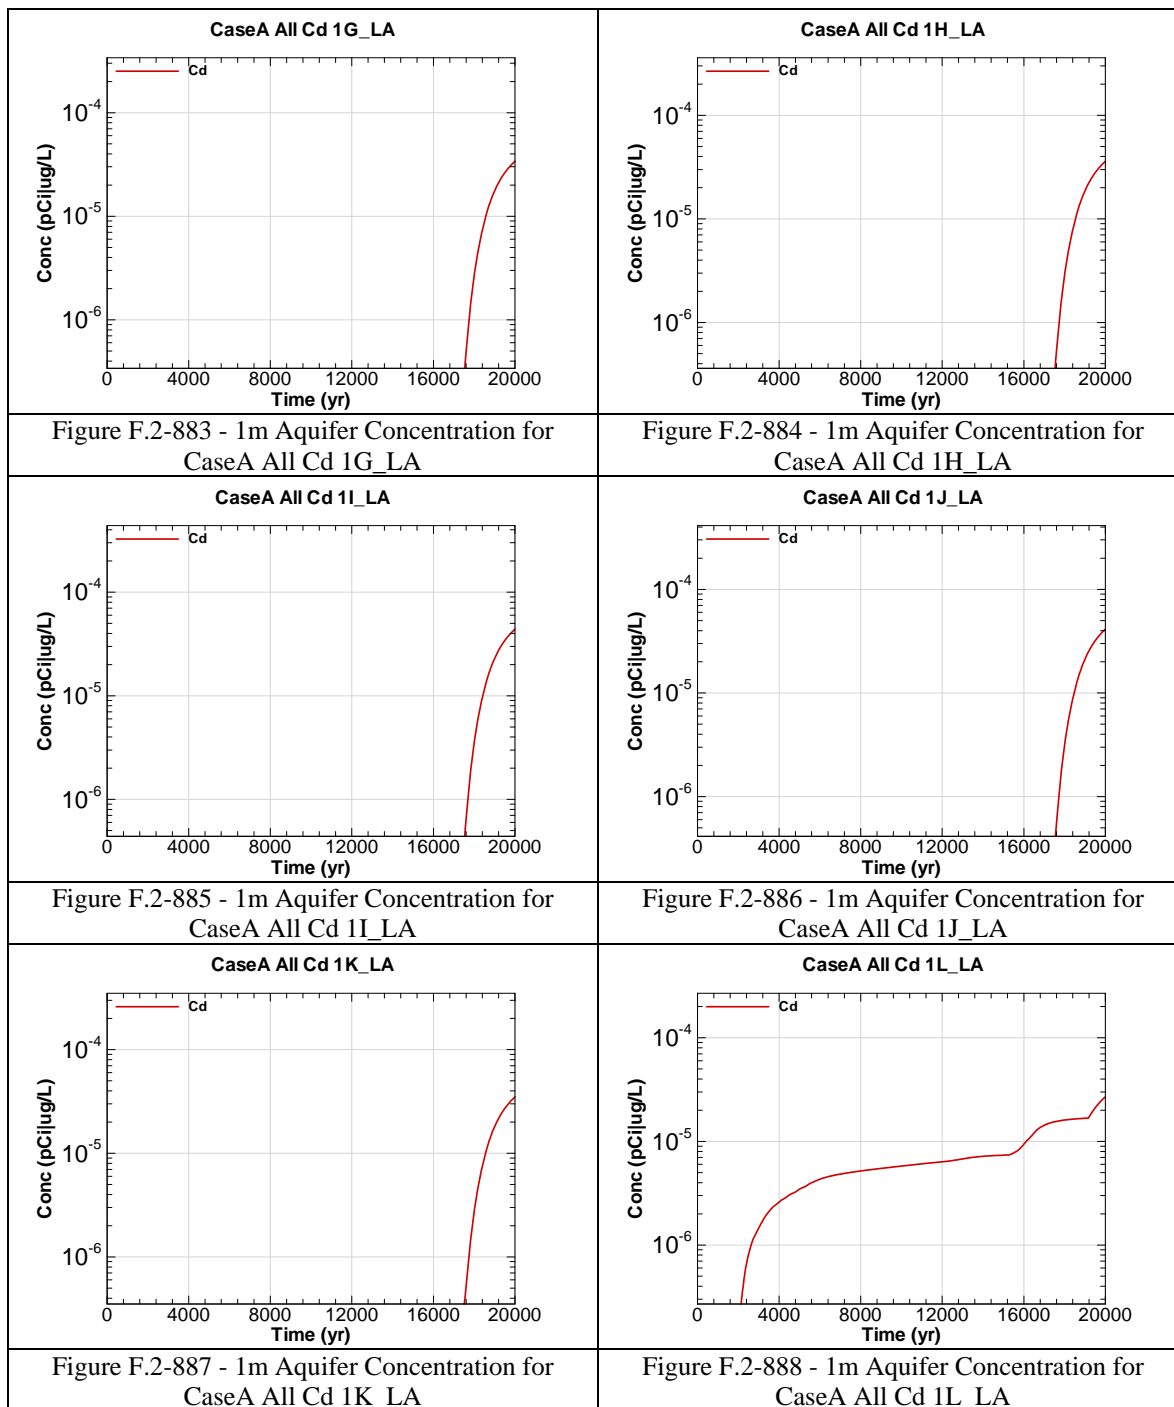 CaseA All Cd 1G_LA
Cd
Conc (pCi|ug/L)
10-4
10-5
10-6
0 4000 8000 12000 16000 20000
Time (yr)
Figure F.2-883 - 1m Aquifer Concentration for
CaseA All Cd 1G_LA
CaseA All Cd 1H_LA
Cd
Conc (pCi|ug/L)
10-4
10-5
10-6
0 4000 8000 12000 16000 20000
Time (yr)
Figure F.2-884 - 1m Aquifer Concentration for
CaseA All Cd 1H_LA
CaseA All Cd 1I_LA
Cd
Conc (pCi|ug/L)
10-4
10-5
10-6
0 4000 8000 12000 16000 20000
Time (yr)
Figure F.2-885 - 1m Aquifer Concentration for
CaseA All Cd 1I_LA
CaseA All Cd 1J_LA
Cd
Conc (pCi|ug/L)
10-4
10-5
10-6
0 4000 8000 12000 16000 20000
Time (yr)
Figure F.2-886 - 1m Aquifer Concentration for
CaseA All Cd 1J_LA
CaseA All Cd 1K_LA
Cd
Conc (pCi|ug/L)
10-4
10-5
10-6
0 4000 8000 12000 16000 20000
Time (yr)
Figure F.2-887 - 1m Aquifer Concentration for
CaseA All Cd 1K_LA
CaseA All Cd 1L_LA
Cd
Conc (pCi|ug/L)
10-4
10-5
10-6
0 4000 8000 12000 16000 20000
Time (yr)
Figure F.2-888 - 1m Aquifer Concentration for
CaseA All Cd 1L_LA